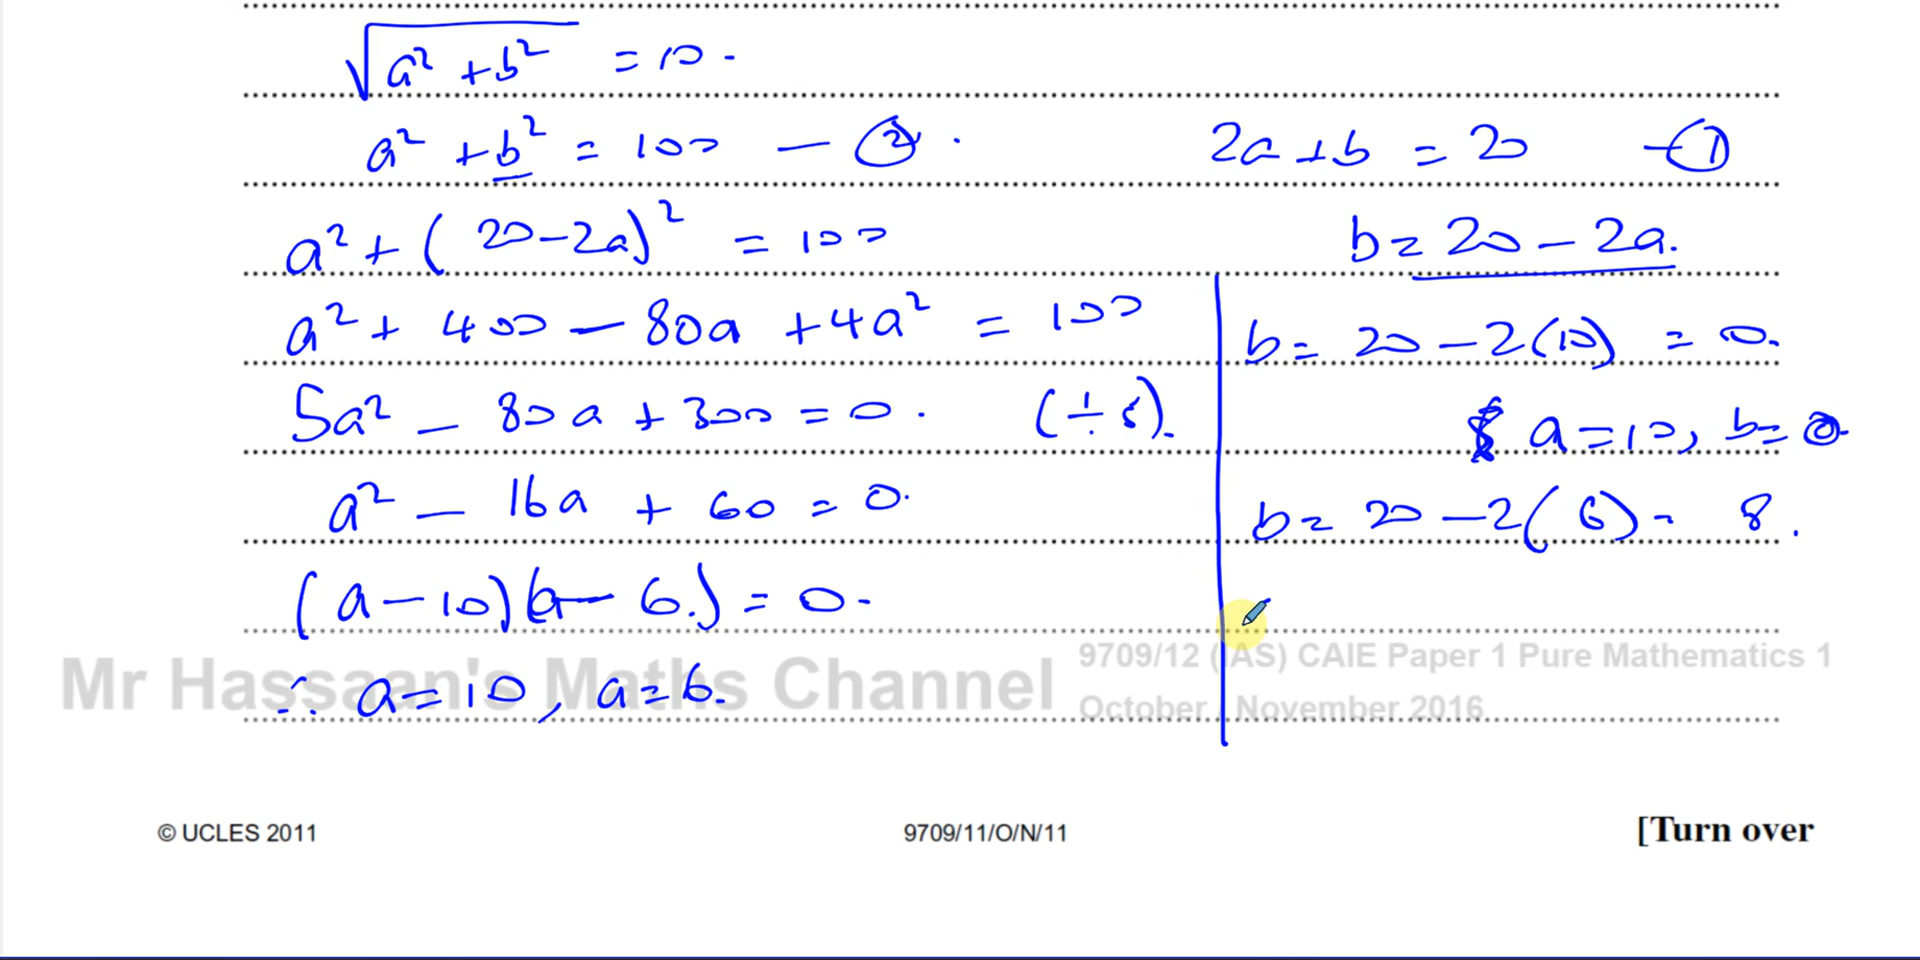 √(a² + b²) = 10.
a² + b² = 100 — ②.
2a + b = 20 — ①
a² + (20 - 2a)² = 100
b = 20 - 2a.
a² + 400 - 80a + 4a² = 100
b = 20 - 2(10) = 0.
5a² - 80a + 300 = 0. (÷5).
a = 10, b = 0.
a² - 16a + 60 = 0.
b = 20 - 2(6) = 8.
(a - 10)(a - 6.) = 0.
∴ a = 10, a = 6.
Mr Hassaan's Maths Channel
9709/12 (AS) CAIE Paper 1 Pure Mathematics 1
October / November 2016
© UCLES 2011
9709/11/O/N/11
[Turn over